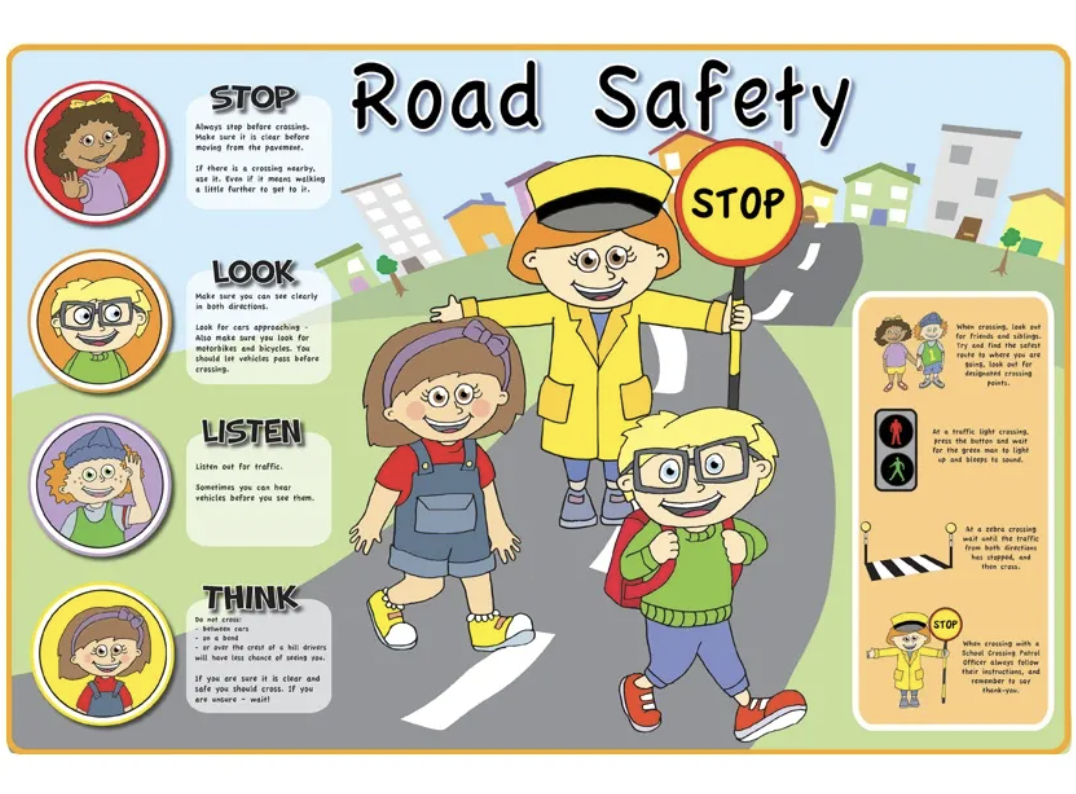 Road Safety
STOP
Always stop before crossing.
Make sure it is clear before
moving from the pavement.
If there is a crossing nearby,
use it. Even if it means walking
a little further to get to it.
LOOK
Make sure you can see clearly
in both directions.
Look for cars approaching -
Also make sure you look for
motorbikes and bicycles. You
should let vehicles pass before
crossing.
LISTEN
Listen out for traffic.
Sometimes you can hear
vehicles before you see them.
THINK
Do not cross:
- between cars
- on a bend
- or over the crest of a hill drivers
will have less chance of seeing you.
If you are sure it is clear and
safe you should cross. If you
are unsure - wait!
STOP
1
When crossing, look out
for friends and siblings.
Try and find the safest
route to where you are
going, look out for
designated crossing
points.
At a traffic light crossing,
press the button and wait
for the green man to light
up and bleeps to sound.
At a zebra crossing
wait until the traffic
from both directions
has stopped, and
then cross.
STOP
When crossing with a
School Crossing Patrol
Officer always follow
their instructions, and
remember to say
thank-you.